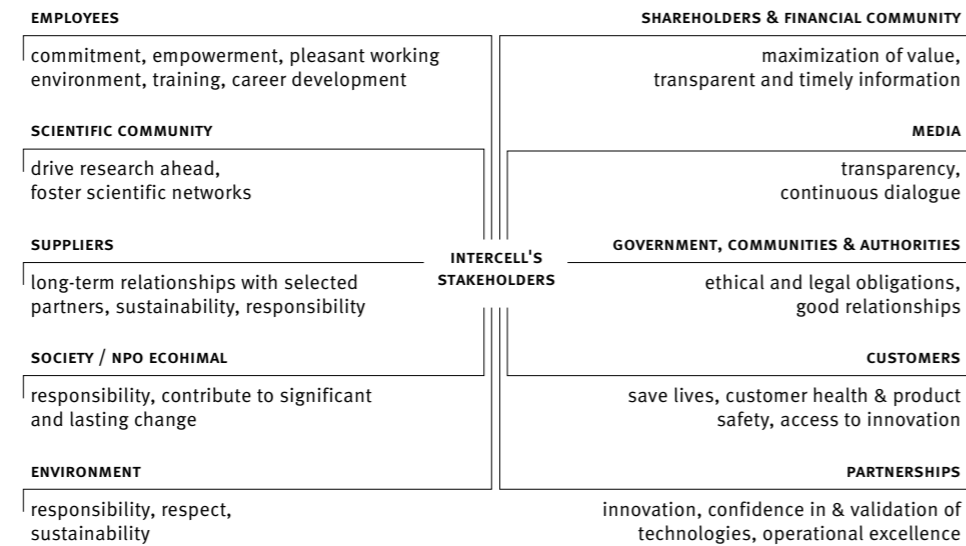 EMPLOYEES
commitment, empowerment, pleasant working
environment, training, career development
SCIENTIFIC COMMUNITY
drive research ahead,
foster scientific networks
SUPPLIERS
long-term relationships with selected
partners, sustainability, responsibility
SOCIETY / NPO ECOHIMAL
responsibility, contribute to significant
and lasting change
ENVIRONMENT
responsibility, respect,
sustainability
INTERCELL'S
STAKEHOLDERS
SHAREHOLDERS & FINANCIAL COMMUNITY
maximization of value,
transparent and timely information
MEDIA
transparency,
continuous dialogue
GOVERNMENT, COMMUNITIES & AUTHORITIES
ethical and legal obligations,
good relationships
CUSTOMERS
save lives, customer health & product
safety, access to innovation
PARTNERSHIPS
innovation, confidence in & validation of
technologies, operational excellence